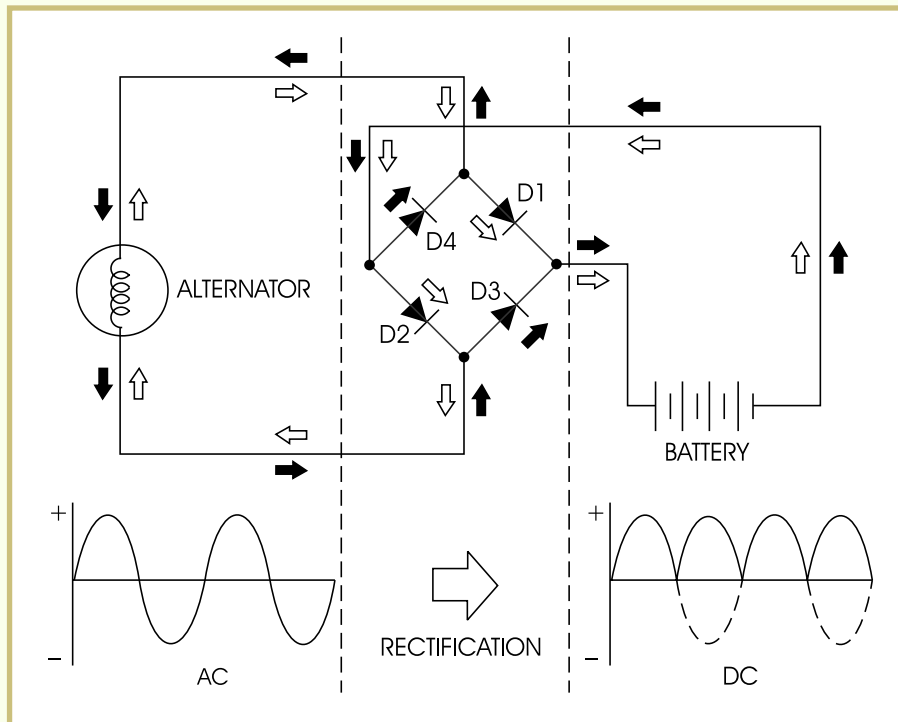 D1
D4
ALTERNATOR
D3
D2
BATTERY
+
+
RECTIFICATION
–
–
AC
DC